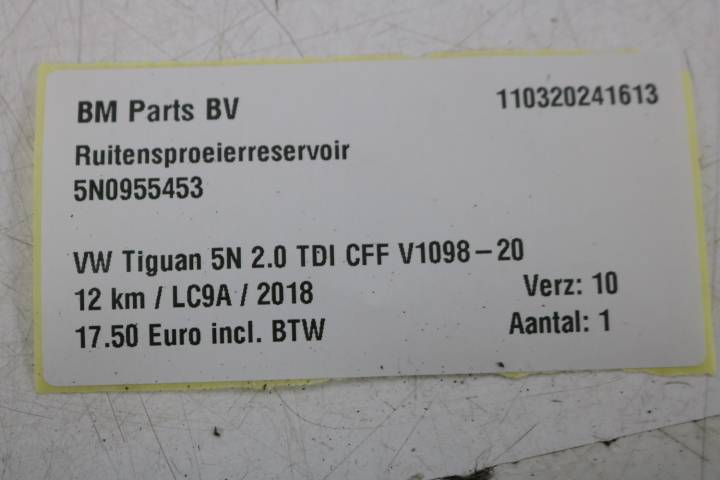 BM Parts BV 110320241613
Ruitensproeierreservoir
5N0955453
VW Tiguan 5N 2.0 TDI CFF V1098-20
12 km / LC9A / 2018 Verz: 10
17.50 Euro incl. BTW Aantal: 1